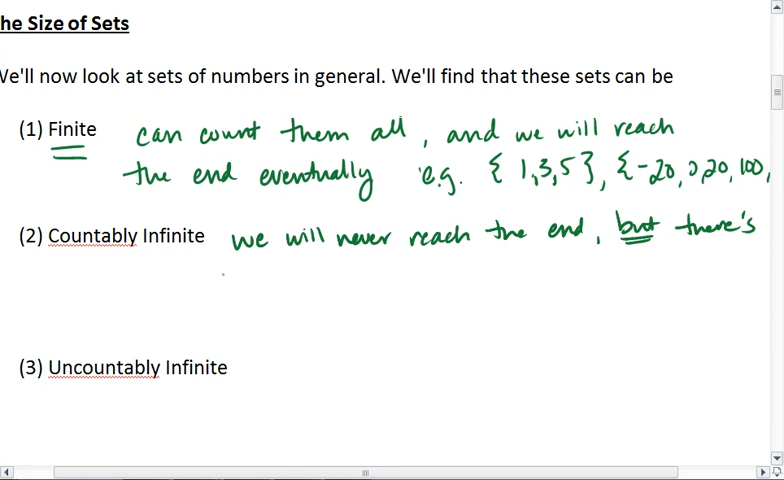 he Size of Sets
We'll now look at sets of numbers in general. We'll find that these sets can be
(1) Finite can count them all, and we will reach
the end eventually e.g. { 1,3,5 }, { -20, 0,20, 100,
(2) Countably Infinite we will never reach the end, but there's
(3) Uncountably Infinite